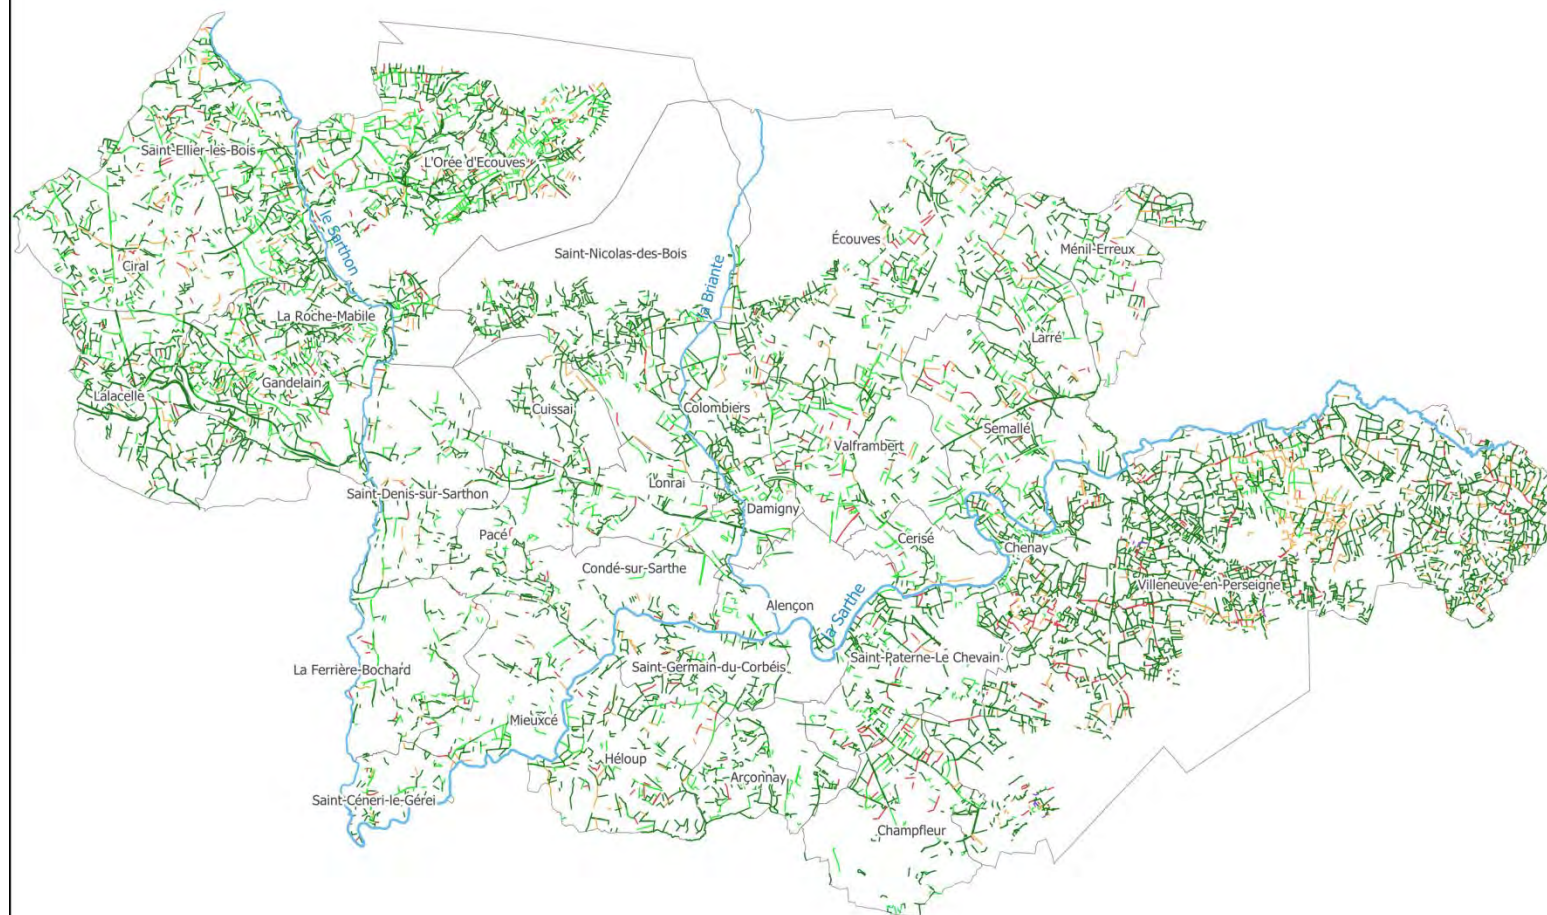 Saint-Ellier-les-Bois
L'Orée d'Ecouves
le Sarthon
Écouves
Ménil-Erreux
Saint-Nicolas-des-Bois
Ciral
la Briante
La Roche-Mabile
Larré
Gandelain
Lalacelle
Cuissai
Colombiers
Semallé
Valframbert
Lonrai
Saint-Denis-sur-Sarthon
Damigny
Pacé
Cerisé
Chenay
Condé-sur-Sarthe
Villeneuve-en-Perseigne
Alençon
la Sarthe
Saint-Paterne-Le Chevain
Saint-Germain-du-Corbéis
La Ferrière-Bochard
Mieuxcé
Héloup
Arçonnay
Saint-Céneri-le-Gérei
Champfleur